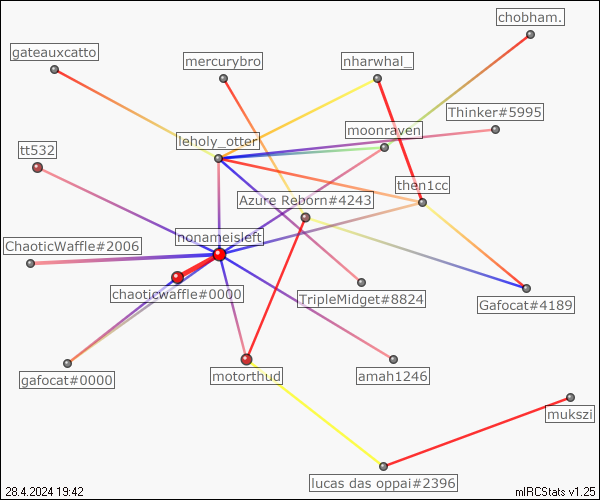 chobham.
gateauxcatto
mercurybro
nharwhal_
Thinker#5995
moonraven
leholy_otter
tt532
then1cc
Azure Reborn#4243
nonameisleft
ChaoticWaffle#2006
chaoticwaffle#0000
TripleMidget#8824
Gafocat#4189
gafocat#0000
motorthud
amah1246
mukszi
lucas das oppai#2396
28.4.2024 19:42
mIRCStats v1.25